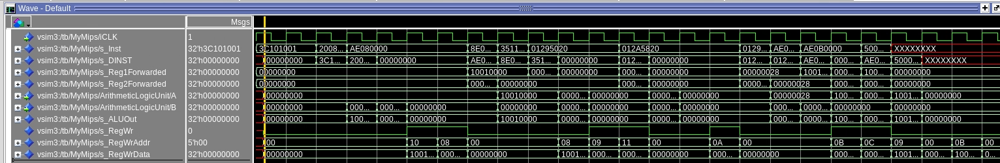 Wave - Default
Msgs
vsim3:/tb/MyMips/iCLK 1
vsim3:/tb/MyMips/s_Inst 32'h3C101001 3C101001 2008... AE080000 8E0... 3511... 01295020 012A5820 0129... AE0... AE0B0000 500... XXXXXXXX
vsim3:/tb/MyMips/s_DINST 32'h00000000 00000000 3C1... 200... 00000000 AE0... 8E0... 351... 00000000 012... 00000000 012... 012... AE0... 000... AE0... 5000... XXXXXXXX
vsim3:/tb/MyMips/s_Reg1Forwarded 32'h00000000 00000000 10010000 000... 00000000 000... 00000000 00000028 1001... 000... 100... 00000000
vsim3:/tb/MyMips/s_Reg2Forwarded 32'h00000000 00000000 000... 00000000 000... 00000000 0000... 00000028 000... 000... 00000000
vsim3:/tb/MyMips/ArithmeticLogicUnit/A 32'h00000000 00000000 10010000 0000... 00000000 0000... 00000000 00000028 100... 000... 1001... 00000000
vsim3:/tb/MyMips/ArithmeticLogicUnit/B 32'h00000000 00000000 000... 000... 00000000 00000000 000... 00000000 000... 00000000 000... 0000... 00000000 00000000
vsim3:/tb/MyMips/s_ALUOut 32'h00000000 00000000 100... 000... 00000000 10010000 0000... 00000000 0000... 00000000 000... 0000... 100... 000... 1001... 00000000
vsim3:/tb/MyMips/s_RegWr 0
vsim3:/tb/MyMips/s_RegWrAddr 5'h00 00 10 08 00 08 09 11 00 0A 00 0B 0C 09 00 0B 00
vsim3:/tb/MyMips/s_RegWrData 32'h00000000 00000000 1001... 000... 00000000 1001... 000... 000... 00000000 000... 00000000 000... 000... 1001... 000... 100... 0...